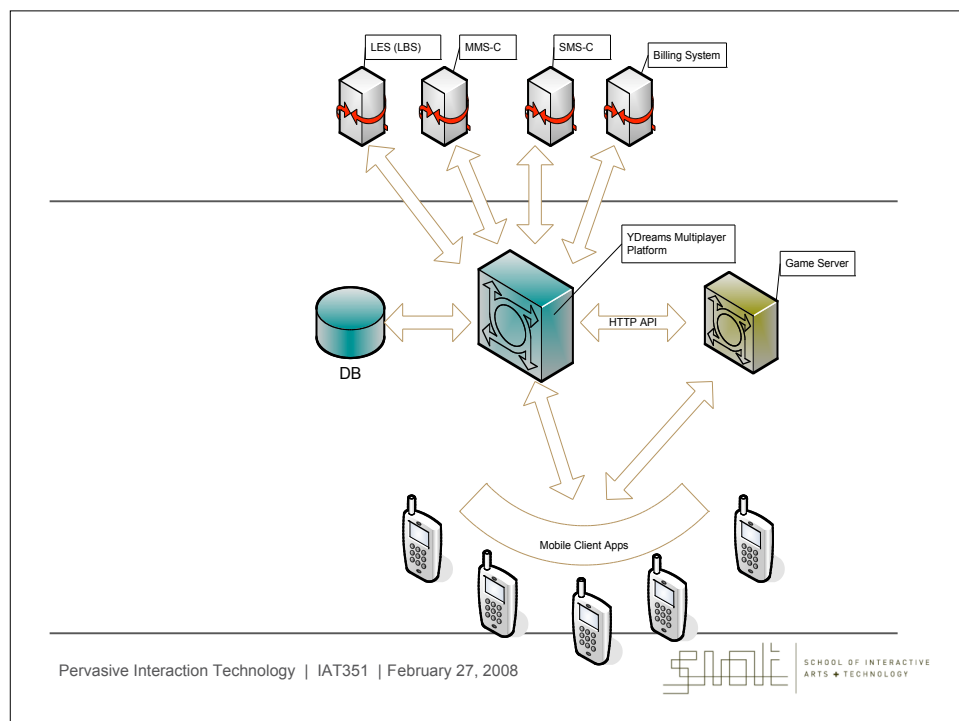 LES (LBS)
MMS-C
SMS-C
Billing System
YDreams Multiplayer
Platform
Game Server
HTTP API
DB
Mobile Client Apps
Pervasive Interaction Technology | IAT351 | February 27, 2008
siat
SCHOOL OF INTERACTIVE
ARTS + TECHNOLOGY